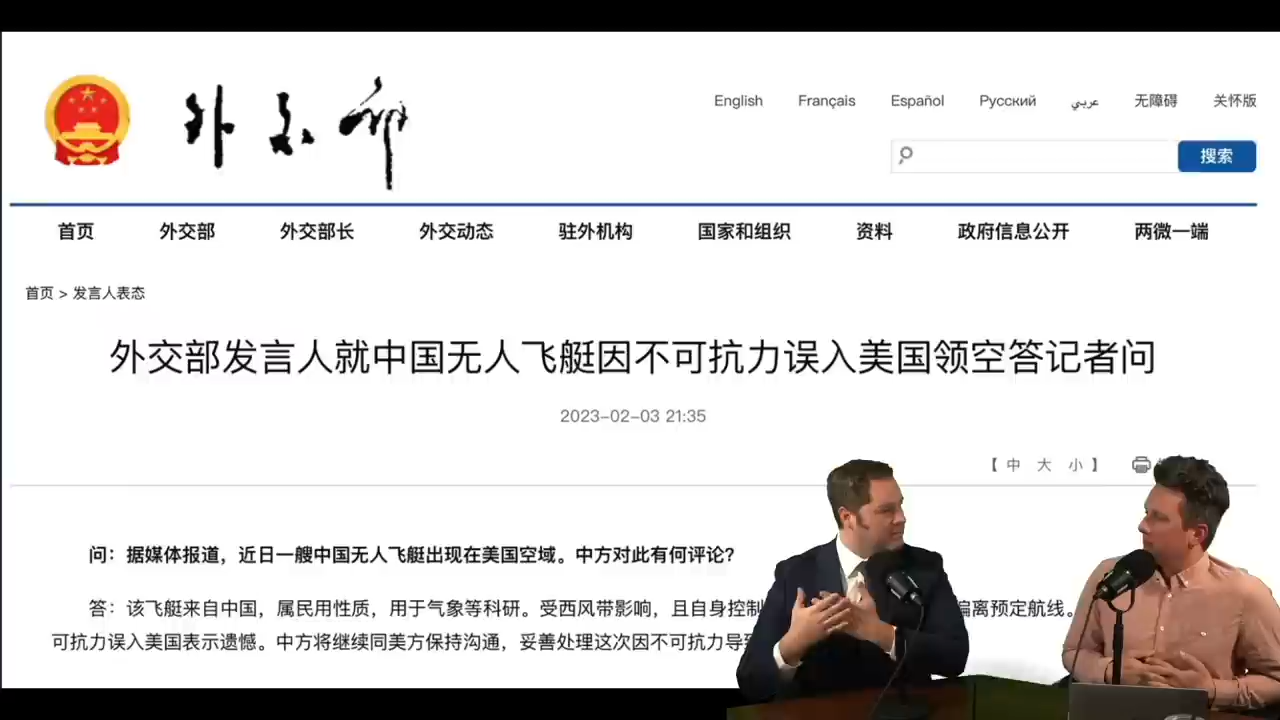 外交部
English Français Español Русский عربي 无障碍 关怀版
搜索
首页 外交部 外交部长 外交动态 驻外机构 国家和组织 资料 政府信息公开 两微一端
首页 > 发言人表态
外交部发言人就中国无人飞艇因不可抗力误入美国领空答记者问
2023-02-03 21:35
【 中 大 小 】
问：据媒体报道，近日一艘中国无人飞艇出现在美国空域。中方对此有何评论？
答：该飞艇来自中国，属民用性质，用于气象等科研。受西风带影响，且自身控制 偏离预定航线。
可抗力误入美国表示遗憾。中方将继续同美方保持沟通，妥善处理这次因不可抗力导